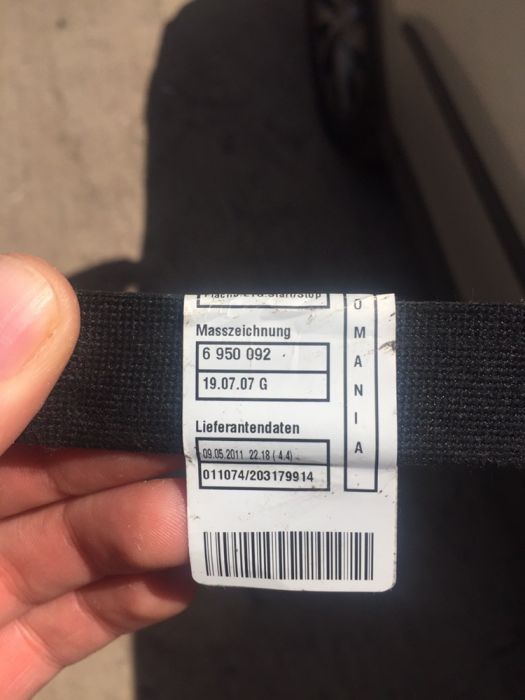 Masszeichnung
6 950 092
19.07.07 G
Lieferantendaten
09.05.2011 22.18 ( 4.4)
011074/203179914
OMANIA